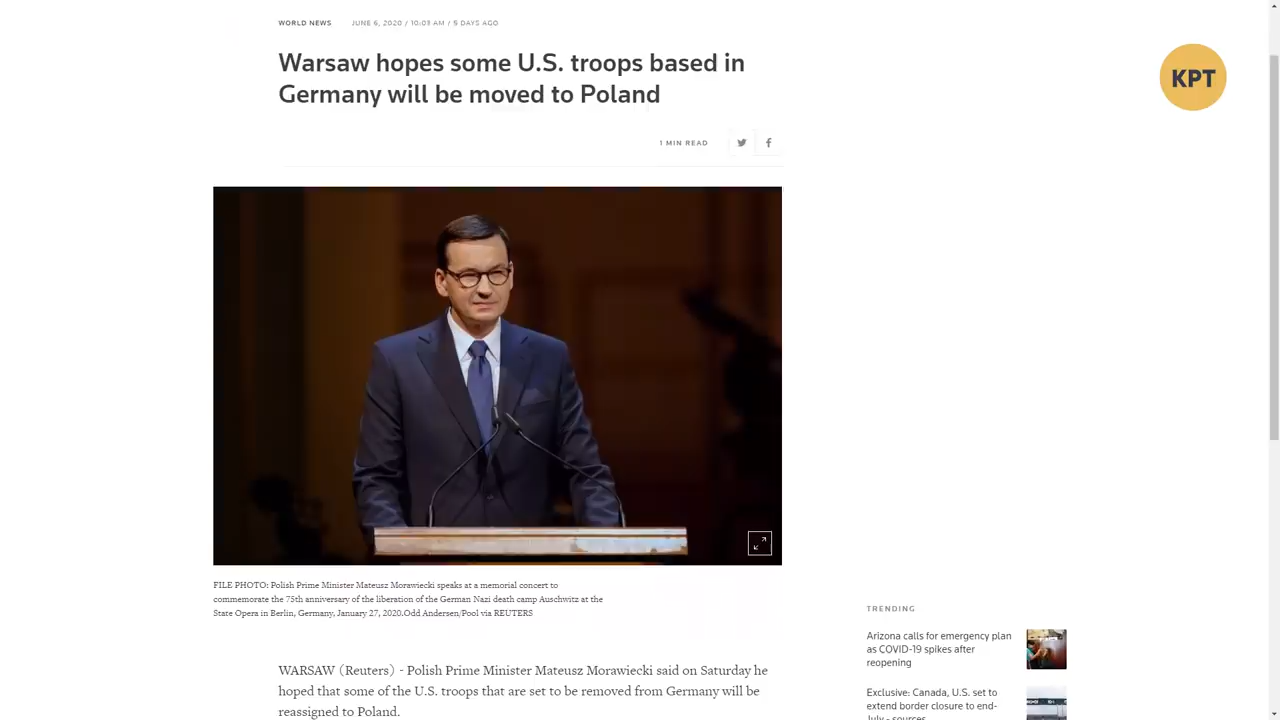 WORLD NEWS
JUNE 6, 2020 / 10:03 AM / 5 DAYS AGO
Warsaw hopes some U.S. troops based in
Germany will be moved to Poland
KPT
1 MIN READ
FILE PHOTO: Polish Prime Minister Mateusz Morawiecki speaks at a memorial concert to
commemorate the 75th anniversary of the liberation of the German Nazi death camp Auschwitz at the
State Opera in Berlin, Germany, January 27, 2020.Odd Andersen/Pool via REUTERS
WARSAW (Reuters) - Polish Prime Minister Mateusz Morawiecki said on Saturday he
hoped that some of the U.S. troops that are set to be removed from Germany will be
reassigned to Poland.
TRENDING
Arizona calls for emergency plan
as COVID-19 spikes after
reopening
Exclusive: Canada, U.S. set to
extend border closure to end-
July - sources